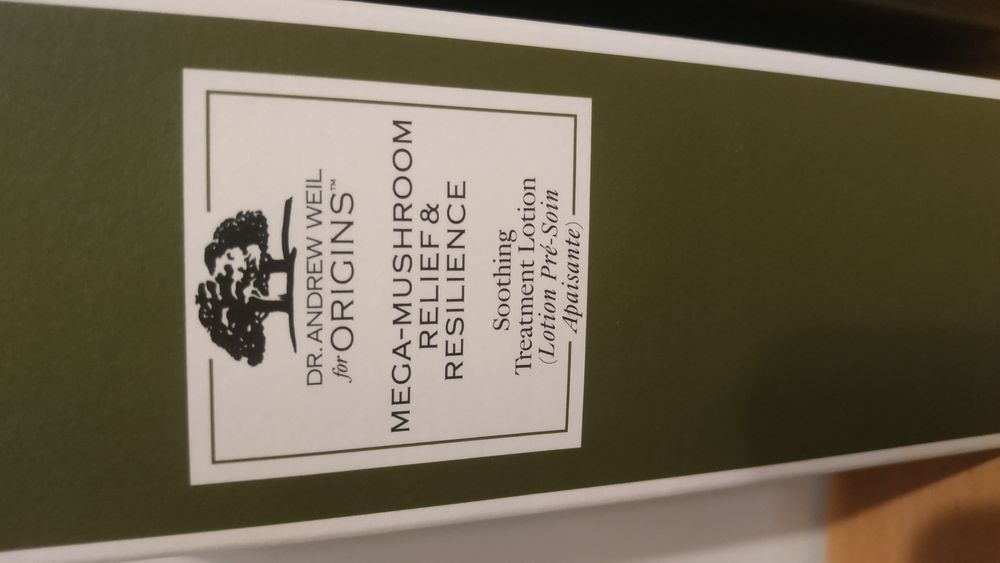 DR. ANDREW WEIL
for ORIGINS™
MEGA-MUSHROOM
RELIEF &
RESILIENCE
Soothing
Treatment Lotion
(Lotion Pré-Soin
Apaisante)